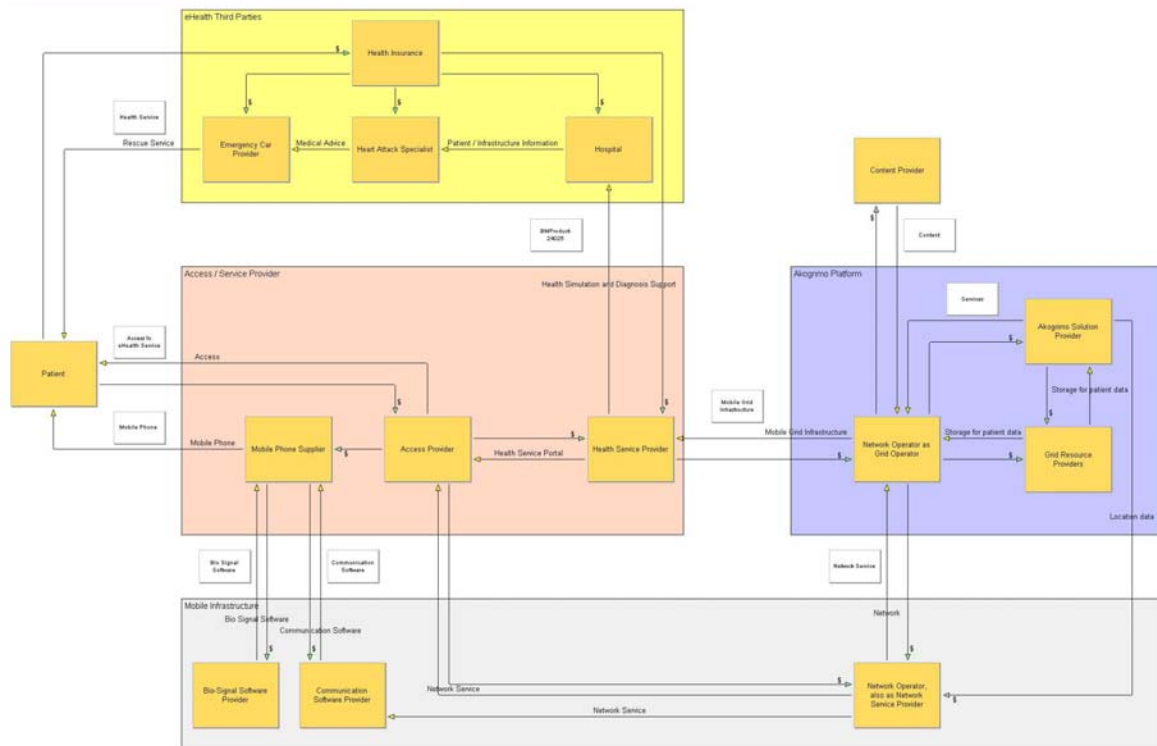 eHealth Third Parties
$
Health Insurance
$
$
$
$
Health Service
Rescue Service
Emergency Car
Provider
Medical Advice
Heart Attack Specialist
Patient / Infrastructure Information
Hospital
Content Provider
$
Content
BMProduct
24025
Access / Service Provider
Health Simulation and Diagnosis Support
Akogrimo Platform
Services
Akogrimo Solution
Provider
$
Access to
eHealth Service
Patient
Access
$
Storage for patient data
$
$
Mobile Phone
Mobile Phone
Mobile Phone Supplier
$
Access Provider
$
Health Service Portal
Health Service Provider
Mobile Grid
Infrastructure
Mobile Grid Infrastructure
$
Network Operator as
Grid Operator
Storage for patient data
$
Grid Resource
Providers
Location data
Bio Signal
Software
Communication
Software
Network Service
Mobile Infrastructure
Bio Signal Software
Communication Software
Network
$
$
$
Bio-Signal Software
Provider
Communication
Software Provider
Network Service
$
Network Operator,
also as Network
Service Provider
$
Network Service